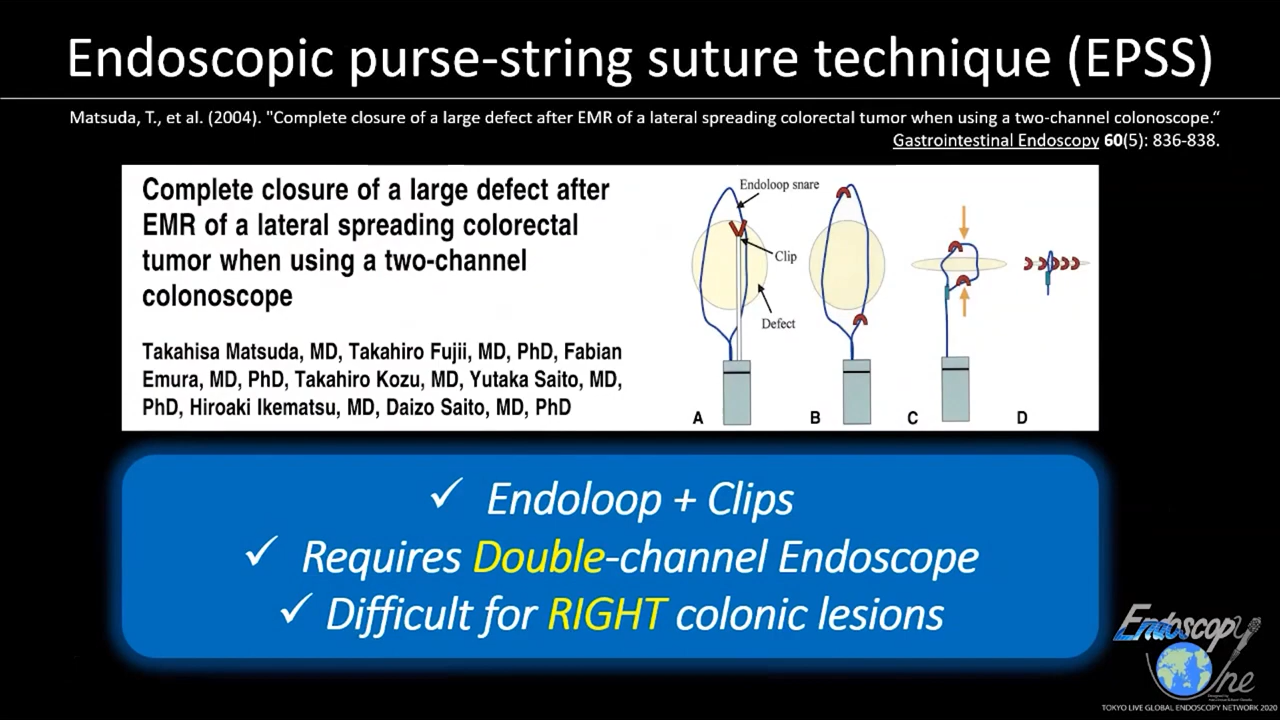 Endoscopic purse-string suture technique (EPSS)
Matsuda, T., et al. (2004). "Complete closure of a large defect after EMR of a lateral spreading colorectal tumor when using a two-channel colonoscope.“
Gastrointestinal Endoscopy 60(5): 836-838.
Complete closure of a large defect after
EMR of a lateral spreading colorectal
tumor when using a two-channel
colonoscope
Takahisa Matsuda, MD, Takahiro Fujii, MD, PhD, Fabian
Emura, MD, PhD, Takahiro Kozu, MD, Yutaka Saito, MD,
PhD, Hiroaki Ikematsu, MD, Daizo Saito, MD, PhD
Endoloop snare
Clip
Defect
A
B
C
D
✓ Endoloop + Clips
✓ Requires Double-channel Endoscope
✓ Difficult for RIGHT colonic lesions
Endoscopy
One
TOKYO LIVE GLOBAL ENDOSCOPY NETWORK 2020